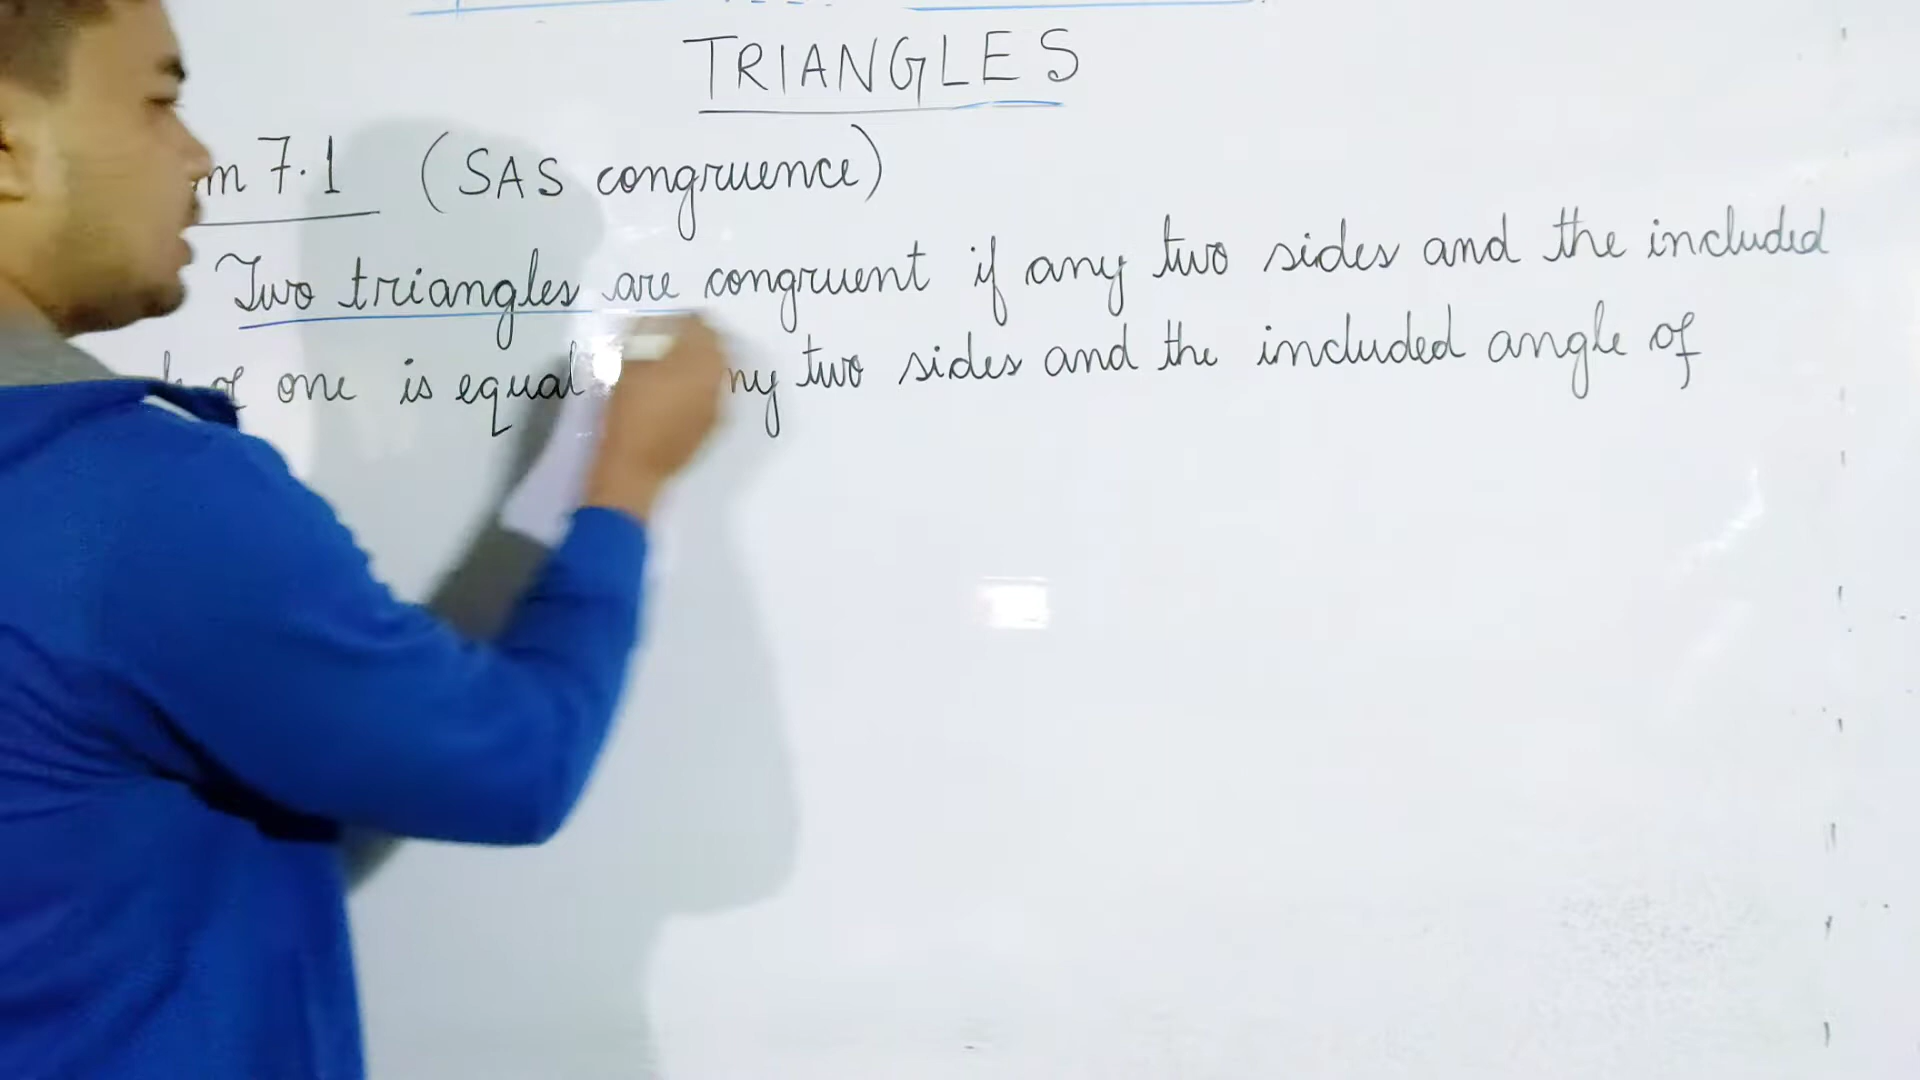 TRIANGLES
m 7.1 (SAS congruence)
Two triangles are congruent if any two sides and the included
of one is equal ny two sides and the included angle of